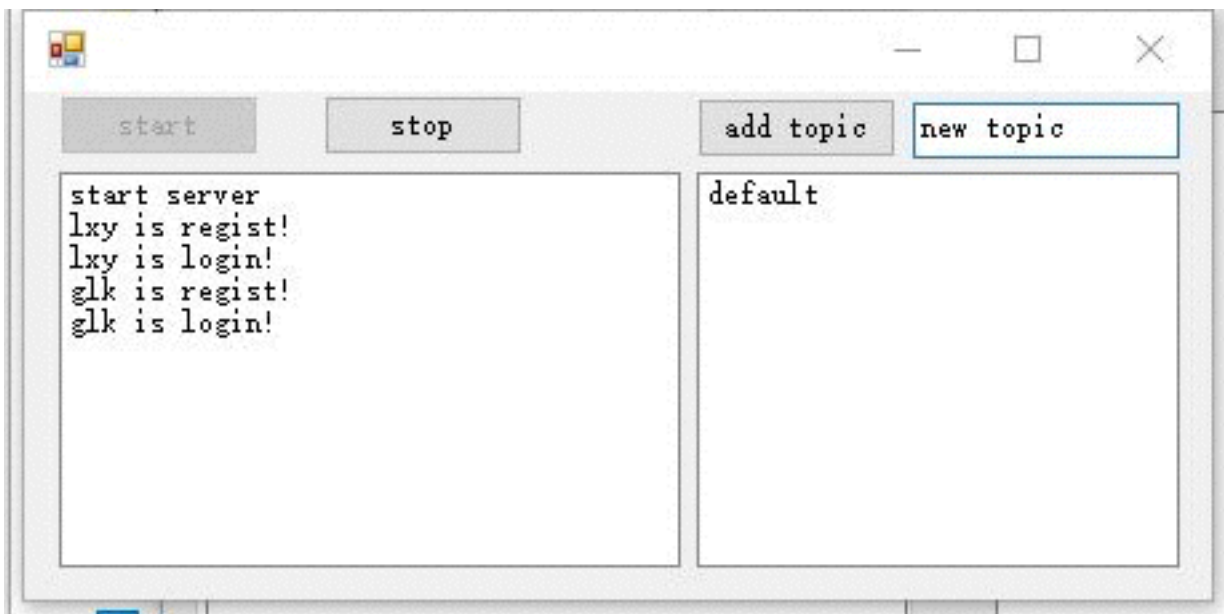 start
stop
add topic
new topic
start server
lxy is regist!
lxy is login!
glk is regist!
glk is login!
default